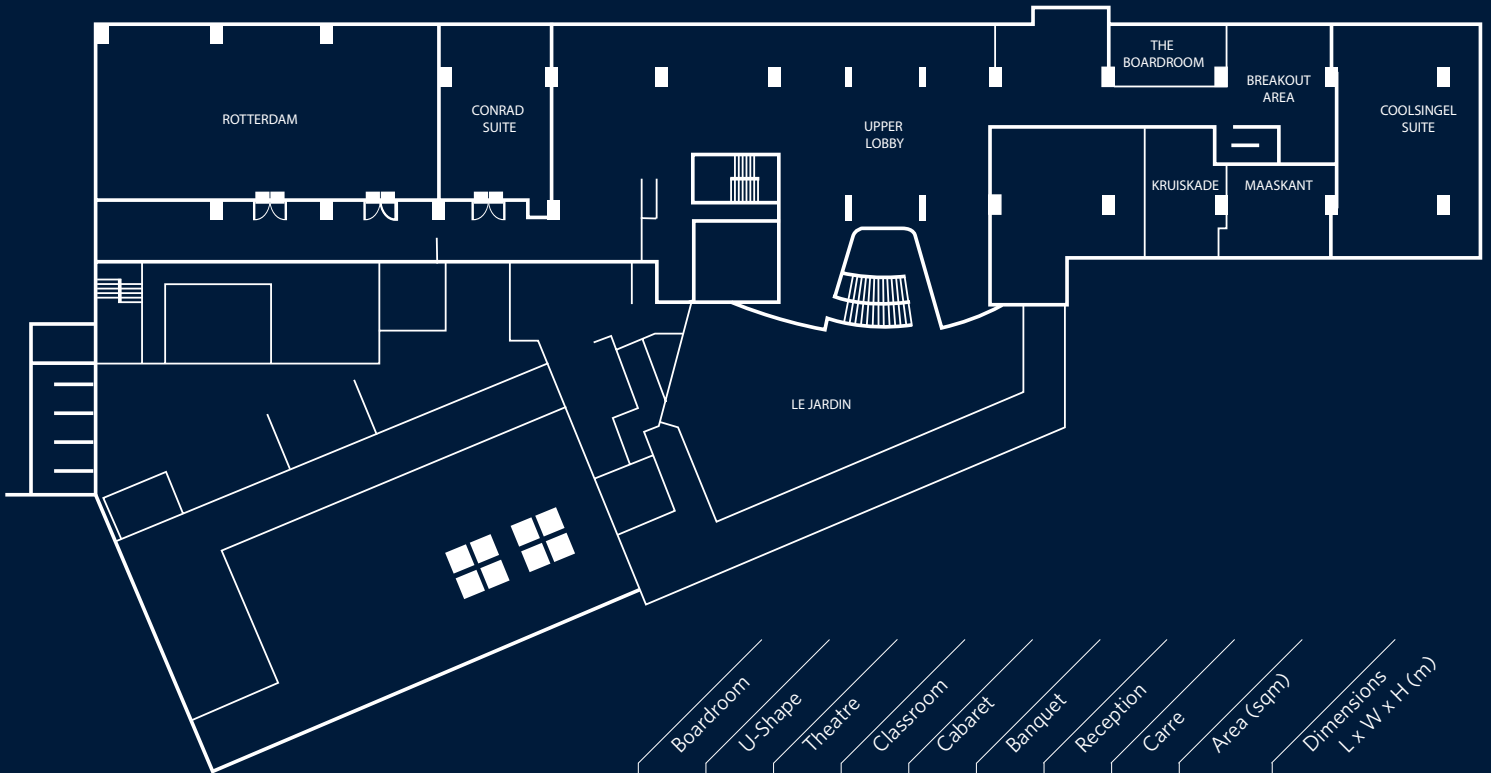 THE
BOARDROOM
BREAKOUT
AREA
ROTTERDAM
CONRAD
SUITE
UPPER
LOBBY
COOLSINGEL
SUITE
KRUISKADE
MAASKANT
LE JARDIN
Boardroom
U-Shape
Theatre
Classroom
Cabaret
Banquet
Reception
Carre
Area (sqm)
Dimensions
L x W x H (m)